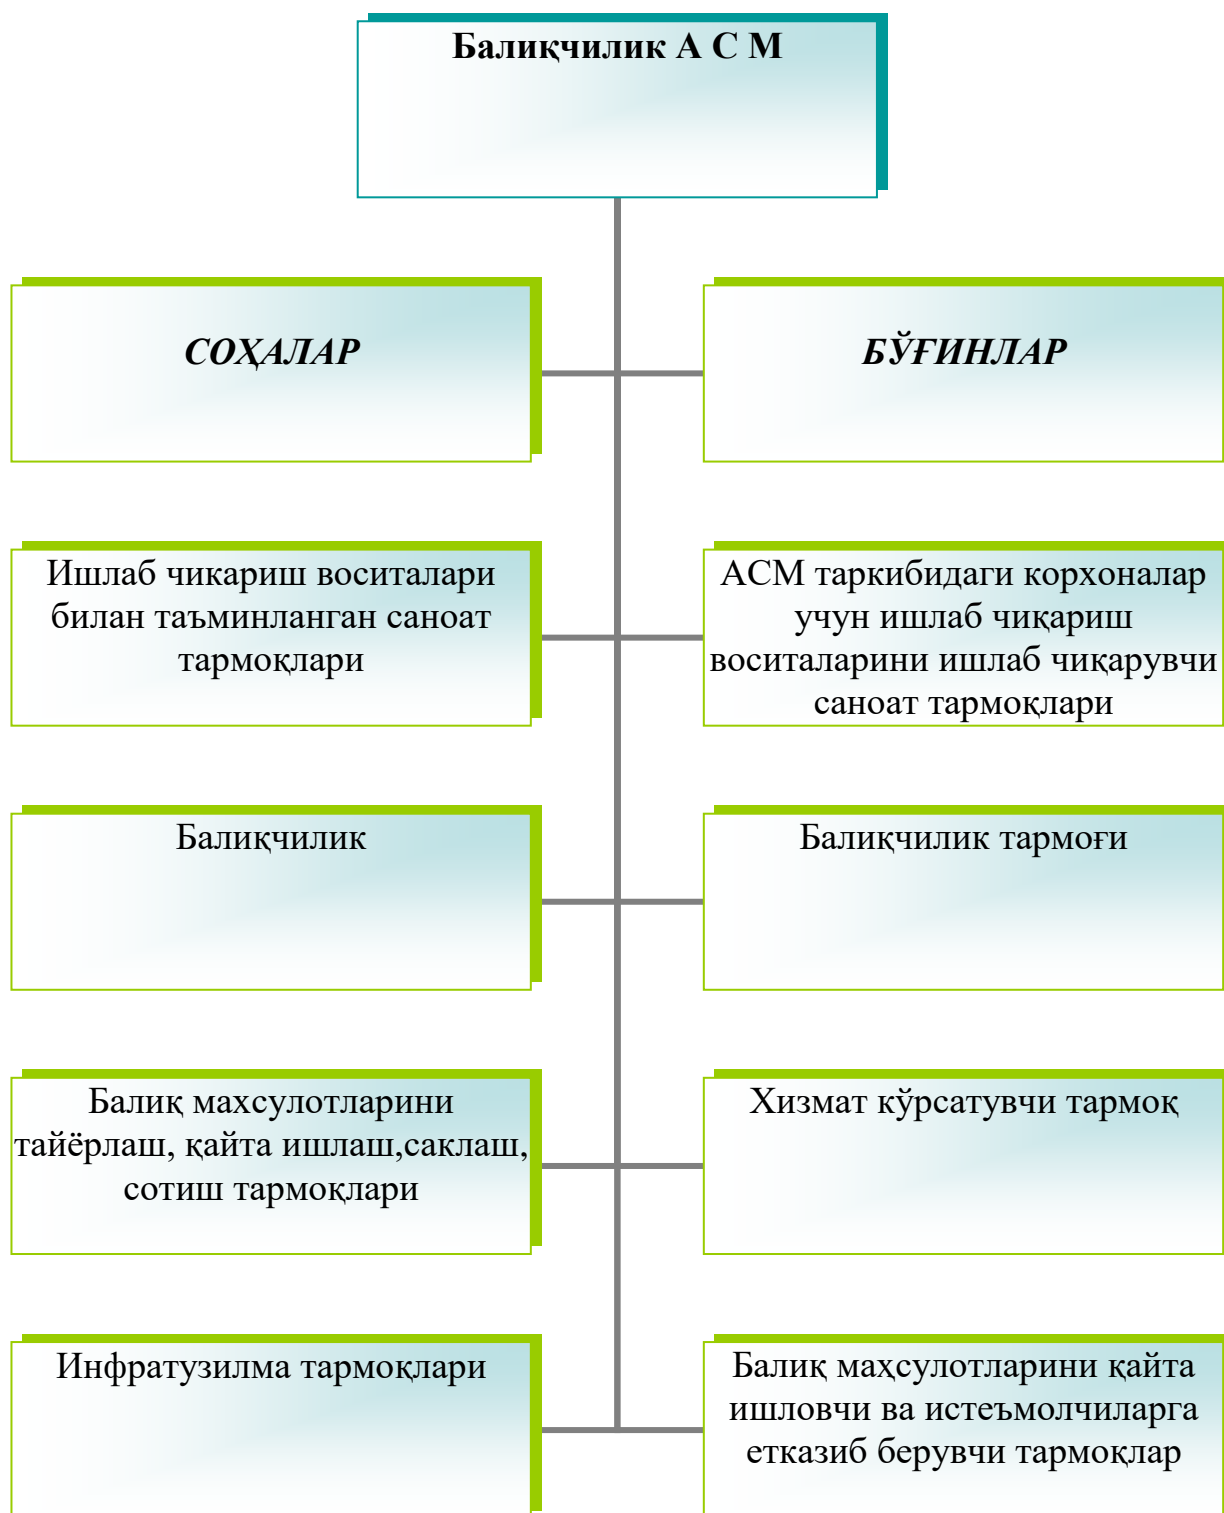 Балиқчилик А С М
СОҲАЛАР
БЎҒИНЛАР
Ишлаб чикариш воситалари
билан таъминланган саноат
тармоқлари
АСМ таркибидаги корхоналар
учун ишлаб чиқариш
воситаларини ишлаб чиқарувчи
саноат тармоқлари
Балиқчилик
Балиқчилик тармоғи
Балиқ махсулотларини
тайёрлаш, қайта ишлаш,саклаш,
сотиш тармоқлари
Хизмат кўрсатувчи тармоқ
Инфратузилма тармоқлари
Балиқ маҳсулотларини қайта
ишловчи ва истеъмолчиларга
етказиб берувчи тармоқлар